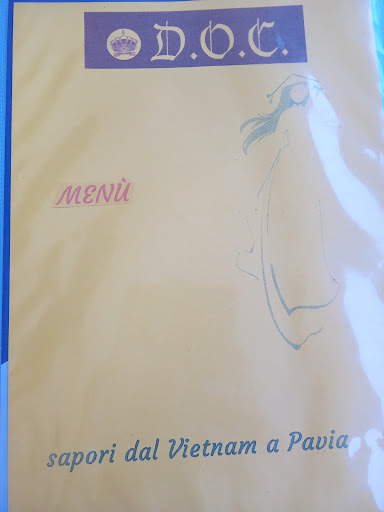 D.O.C.
MENÙ
sapori dal Vietnam a Pavia